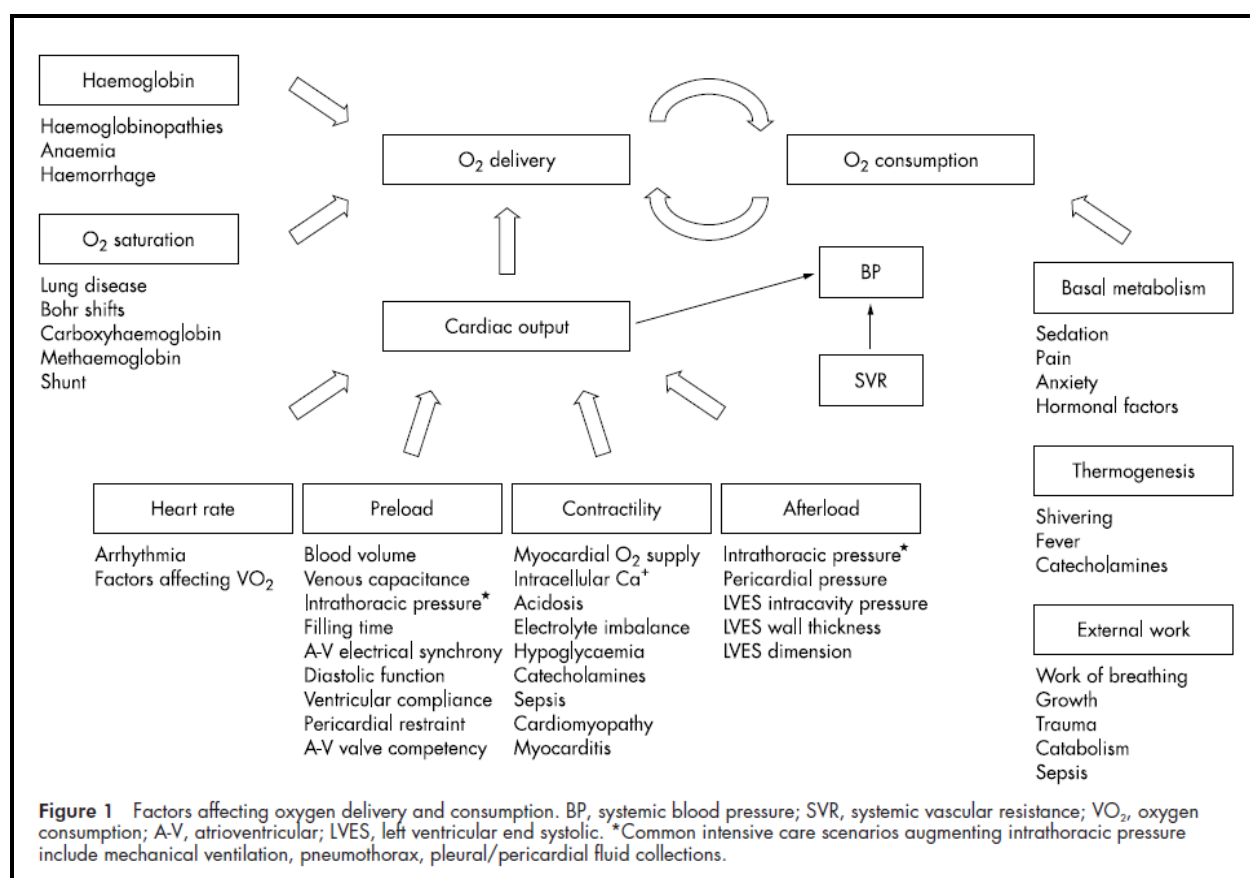 Haemoglobin
Haemoglobinopathies
Anaemia
Haemorrhage
O₂ saturation
Lung disease
Bohr shifts
Carboxyhaemoglobin
Methaemoglobin
Shunt
O₂ delivery
O₂ consumption
Cardiac output
BP
SVR
Heart rate
Arrhythmia
Factors affecting VO₂
Preload
Blood volume
Venous capacitance
Intrathoracic pressure*
Filling time
A-V electrical synchrony
Diastolic function
Ventricular compliance
Pericardial restraint
A-V valve competency
Contractility
Myocardial O₂ supply
Intracellular Ca⁺
Acidosis
Electrolyte imbalance
Hypoglycaemia
Catecholamines
Sepsis
Cardiomyopathy
Myocarditis
Afterload
Intrathoracic pressure*
Pericardial pressure
LVES intracavity pressure
LVES wall thickness
LVES dimension
Basal metabolism
Sedation
Pain
Anxiety
Hormonal factors
Thermogenesis
Shivering
Fever
Catecholamines
External work
Work of breathing
Growth
Trauma
Catabolism
Sepsis
Figure 1 Factors affecting oxygen delivery and consumption. BP, systemic blood pressure; SVR, systemic vascular resistance; VO₂, oxygen
consumption; A-V, atrioventricular; LVES, left ventricular end systolic. *Common intensive care scenarios augmenting intrathoracic pressure
include mechanical ventilation, pneumothorax, pleural/pericardial fluid collections.